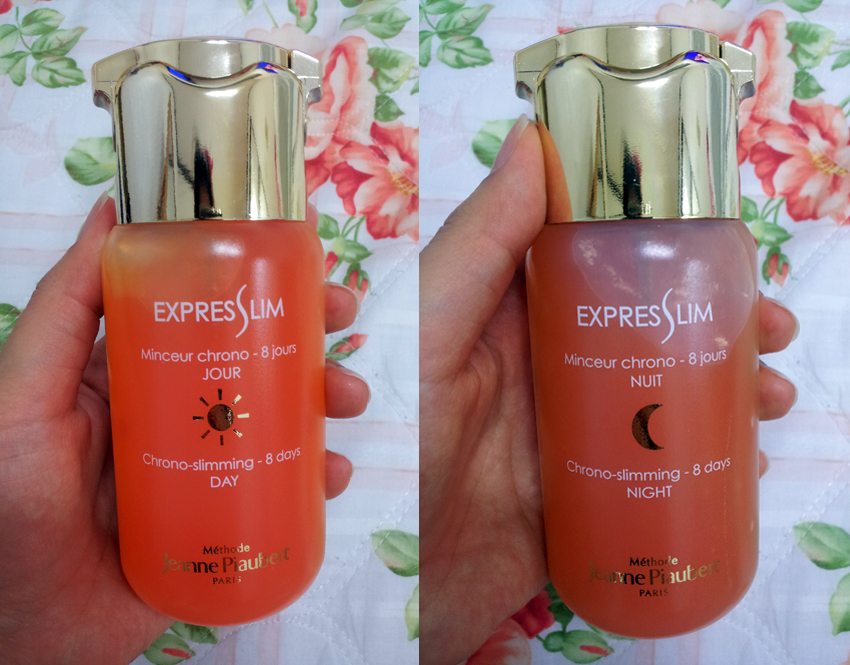 EXPRESSLIM
Minceur chrono - 8 jours
JOUR
Chrono-slimming - 8 days
DAY
Méthode
Jeanne Piaubert
PARIS
EXPRESSLIM
Minceur chrono - 8 jours
NUIT
Chrono-slimming - 8 days
NIGHT
Méthode
Jeanne Piaubert
PARIS